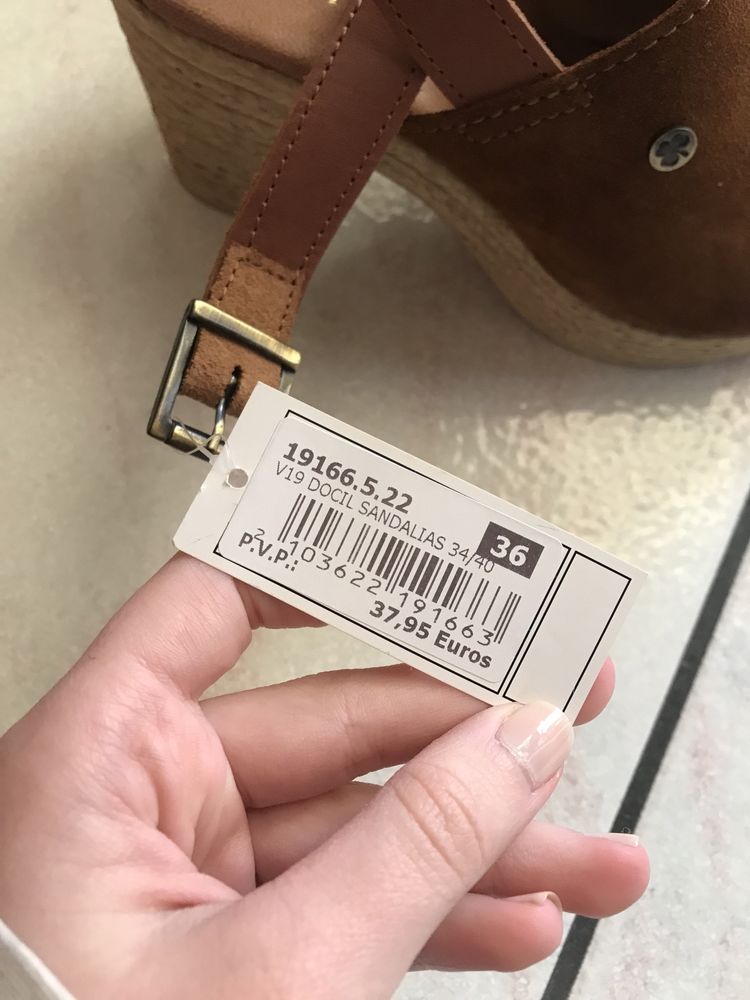 19166.5.22
V19 DOCIL SANDALIAS 34/40
36
2 103622 191663
P.V.P.:
37,95 Euros